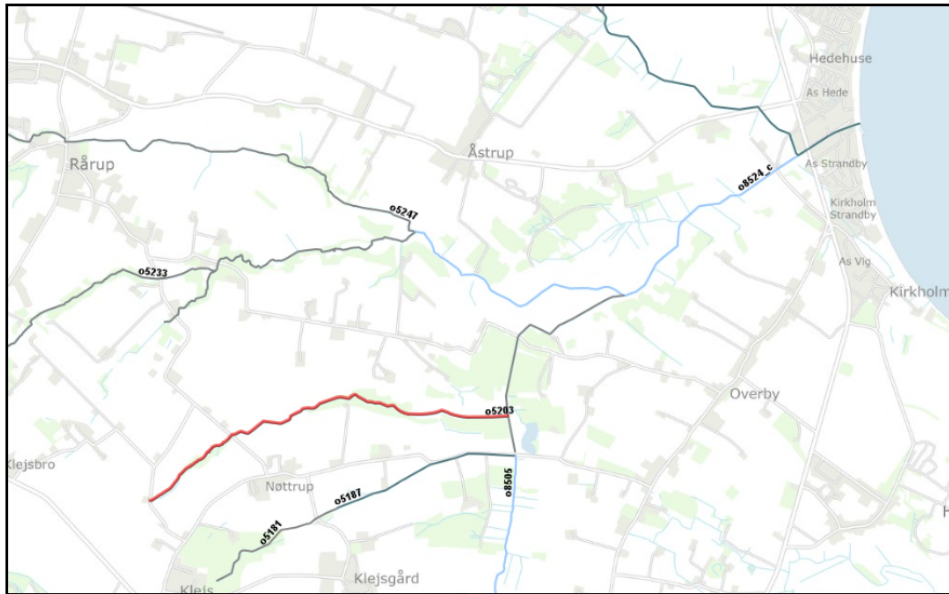 Hedehuse
As Hede
Åstrup
Rårup
As Strandby
o8524_c
Kirkholm
Strandby
o5247
As Vig
o5233
Kirkholm
Overby
o5203
Klejsbro
Nøttrup
o5187
o8505
o5181
Klejs
Klejsgård
H